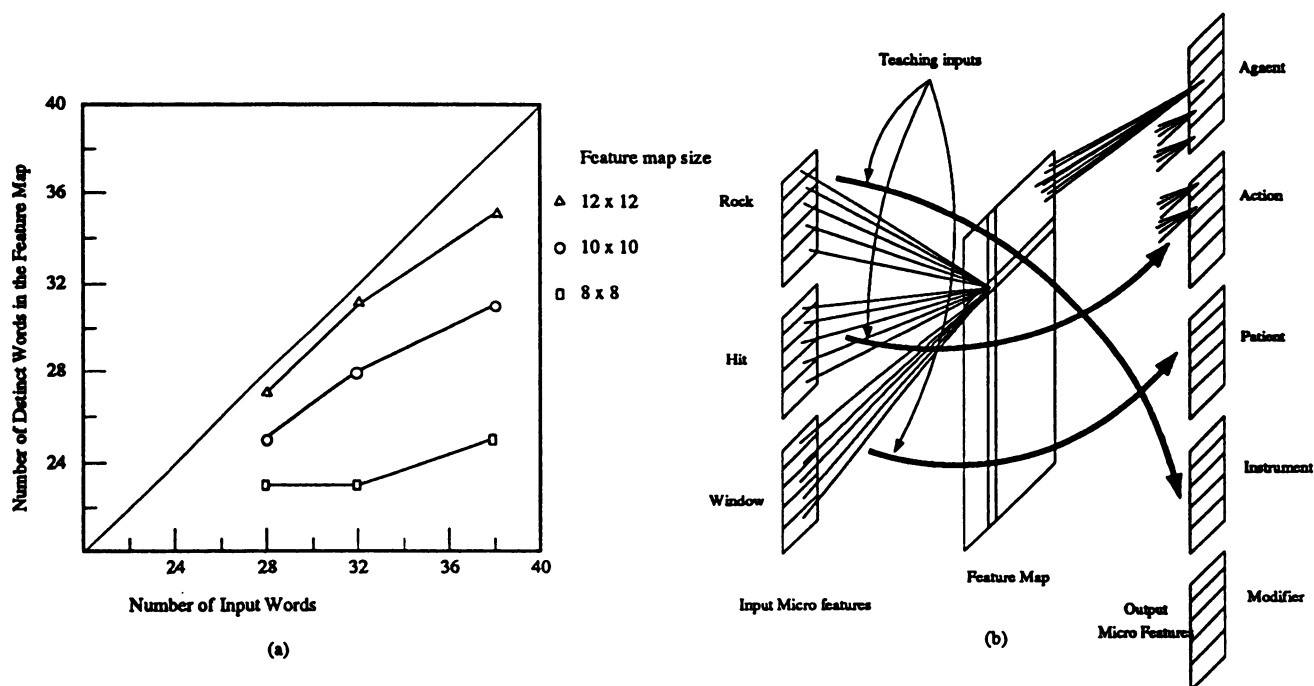 Number of Dstinct Words in the Feature Map
40
36
32
28
24
24
28
32
36
40
Number of Input Words
(a)
Feature map size
12 x 12
10 x 10
8 x 8
Teaching inputs
Rock
Hit
Window
Input Micro features
Feature Map
Output
Micro Features
Agaent
Action
Patient
Instrument
Modifier
(b)